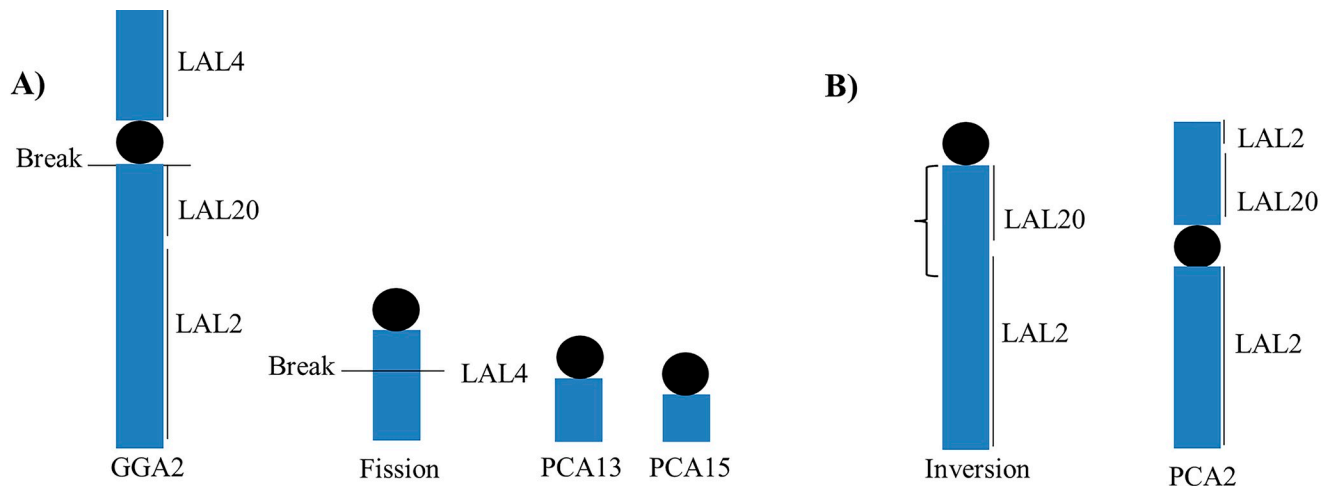 A)
LAL4
Break
LAL20
LAL2
GGA2
Break
LAL4
Fission
PCA13
PCA15
B)
LAL20
LAL2
Inversion
LAL2
LAL20
LAL2
PCA2